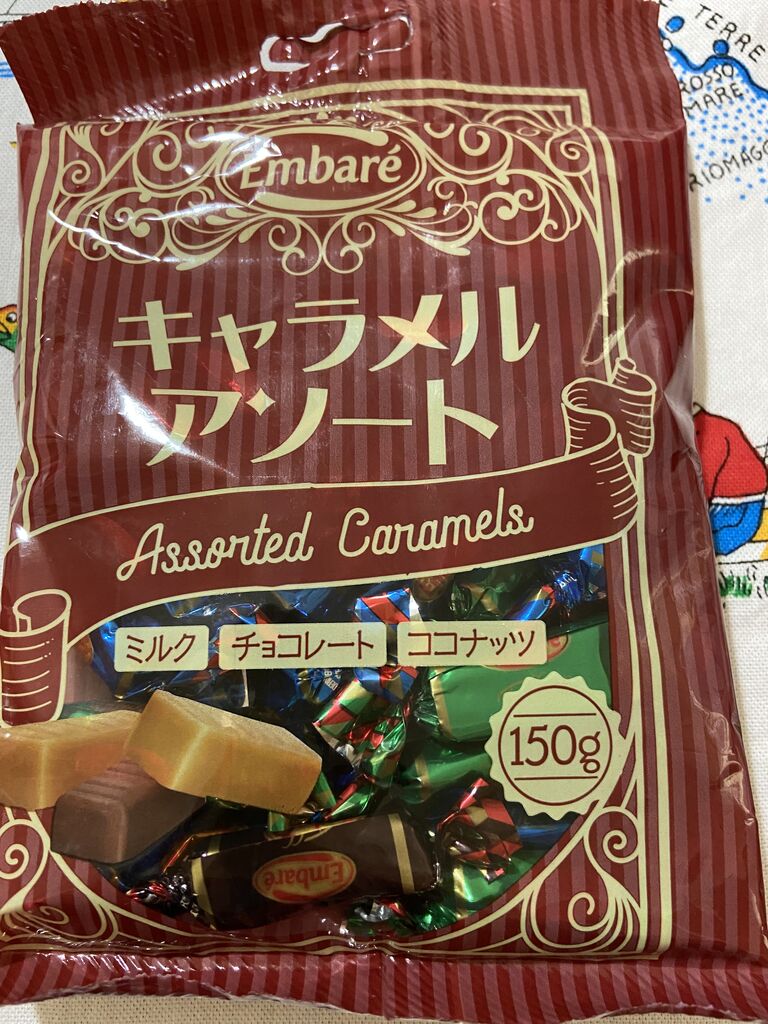 TERRE
ROSSO
MARE
RIOMAGG
Embaré
キャラメル
アソート
Assorted Caramels
ミルク チョコレート ココナッツ
150g
Embaré